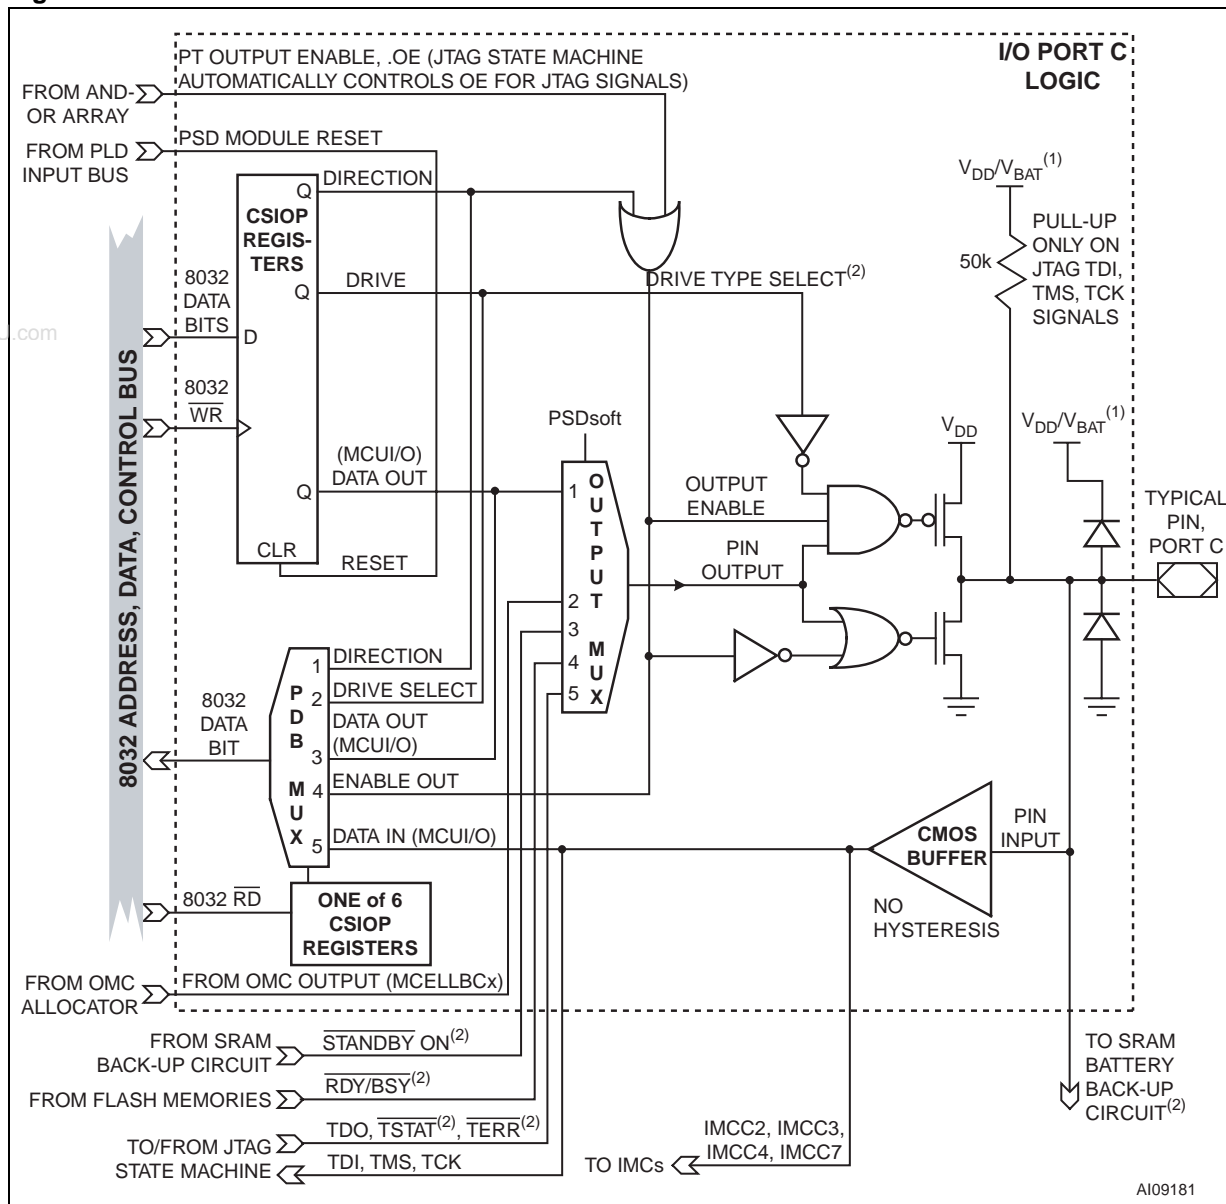 PT OUTPUT ENABLE, .OE (JTAG STATE MACHINE
AUTOMATICALLY CONTROLS OE FOR JTAG SIGNALS)
I/O PORT C
LOGIC
FROM AND-
OR ARRAY
FROM PLD
INPUT BUS
PSD MODULE RESET
VDD/VBAT(1)
PULL-UP
ONLY ON
JTAG TDI,
TMS, TCK
SIGNALS
50k
Q
DIRECTION
CSIOP
REGIS-
TERS
Q
DRIVE
DRIVE TYPE SELECT(2)
8032
DATA
BITS
D
8032
WR
8032 ADDRESS, DATA, CONTROL BUS
(MCUI/O)
DATA OUT
Q
CLR
RESET
PSDsoft
OUTPUT MUX
1
2
3
4
5
OUTPUT
ENABLE
PIN
OUTPUT
VDD
VDD/VBAT(1)
TYPICAL
PIN,
PORT C
PDB MUX
1
DIRECTION
2
DRIVE SELECT
DATA OUT
(MCUI/O)
3
4
ENABLE OUT
5
DATA IN (MCUI/O)
8032
DATA
BIT
8032 RD
ONE of 6
CSIOP
REGISTERS
CMOS
BUFFER
PIN
INPUT
NO
HYSTERESIS
FROM OMC
ALLOCATOR
FROM OMC OUTPUT (MCELLBCx)
FROM SRAM
BACK-UP CIRCUIT
STANDBY ON(2)
FROM FLASH MEMORIES
RDY/BSY(2)
TO/FROM JTAG
STATE MACHINE
TDO, TSTAT(2), TERR(2)
TDI, TMS, TCK
TO IMCs
IMCC2, IMCC3,
IMCC4, IMCC7
TO SRAM
BATTERY
BACK-UP
CIRCUIT(2)
AI09181